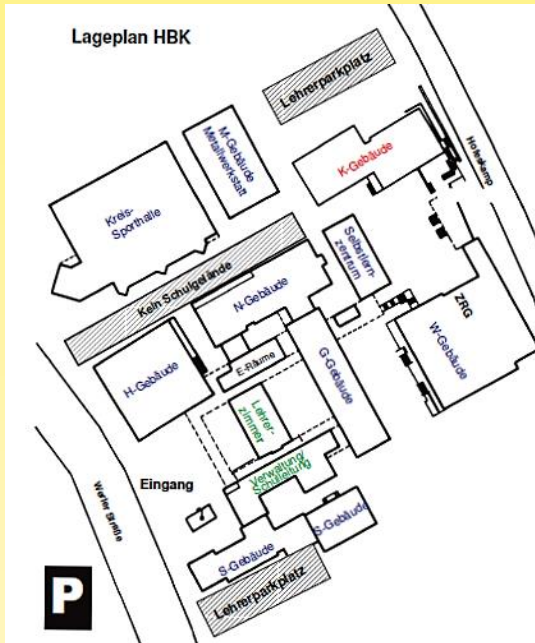 Lageplan HBK
Lehrerparkplatz
M-Gebäude
Metallwerkstatt
K-Gebäude
Hofeskamp
Kreis-
Sporthalle
Selbstlern-
zentrum
Kein Schulgelände
N-Gebäude
ZRG
W-Gebäude
H-Gebäude
E-Räume
G-Gebäude
Lehrer-
zimmer
Verwaltung/
Schulleitung
Eingang
Werler Straße
S-Gebäude
S-Gebäude
Lehrerparkplatz
P